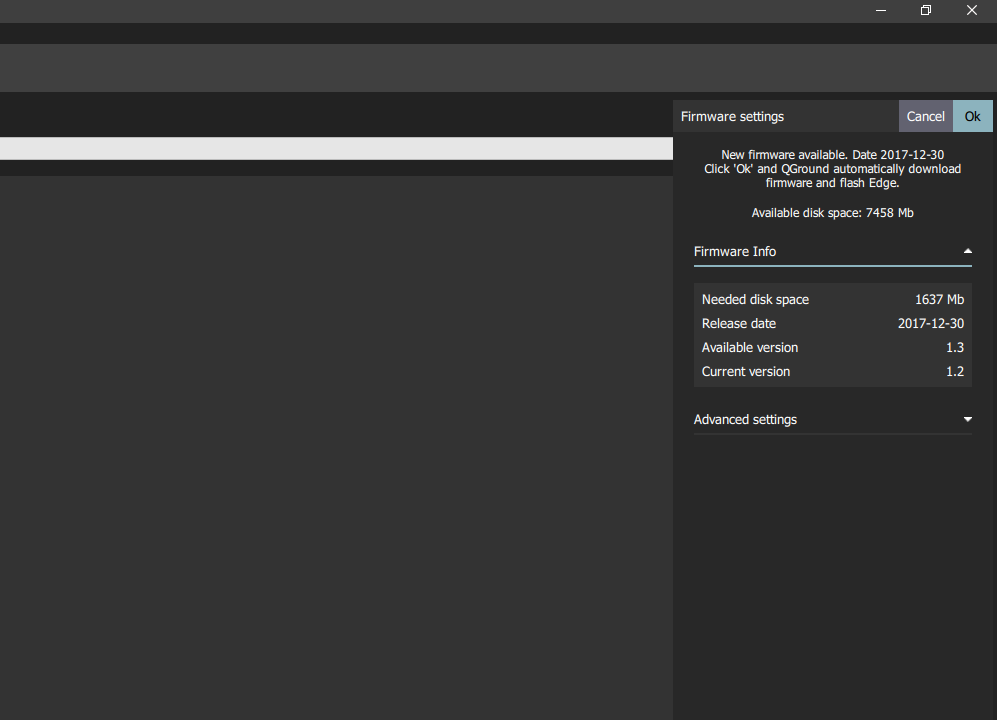 Firmware settings Cancel Ok
New firmware available. Date 2017-12-30
Click 'Ok' and QGround automatically download
firmware and flash Edge.
Available disk space: 7458 Mb
Firmware Info
Needed disk space 1637 Mb
Release date 2017-12-30
Available version 1.3
Current version 1.2
Advanced settings